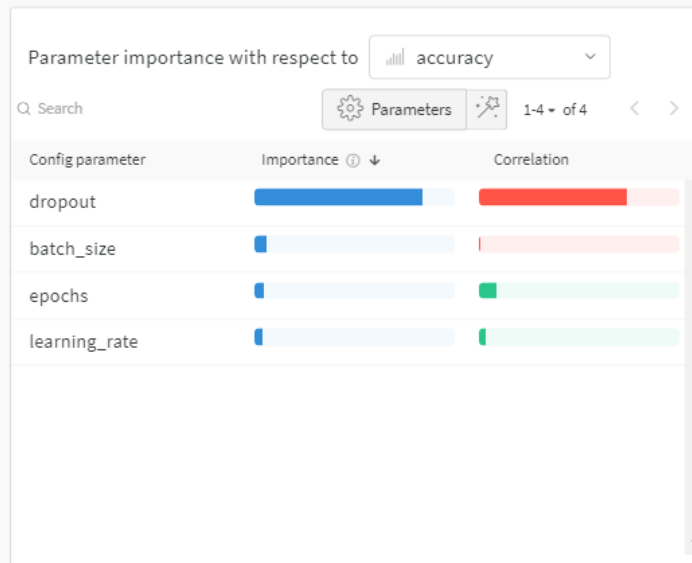 Parameter importance with respect to accuracy
Search Parameters 1-4 of 4
Config parameter Importance Correlation
dropout
batch_size
epochs
learning_rate